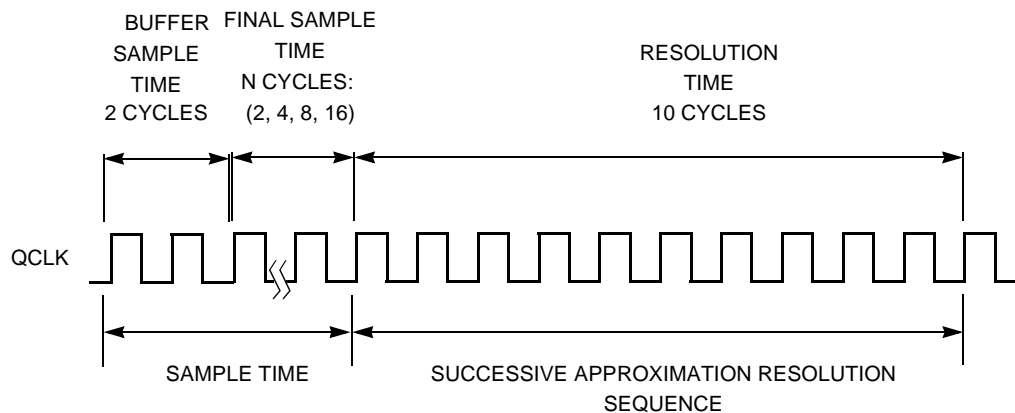 BUFFER
SAMPLE
TIME
2 CYCLES
FINAL SAMPLE
TIME
N CYCLES:
(2, 4, 8, 16)
RESOLUTION
TIME
10 CYCLES
QCLK
SAMPLE TIME
SUCCESSIVE APPROXIMATION RESOLUTION
SEQUENCE